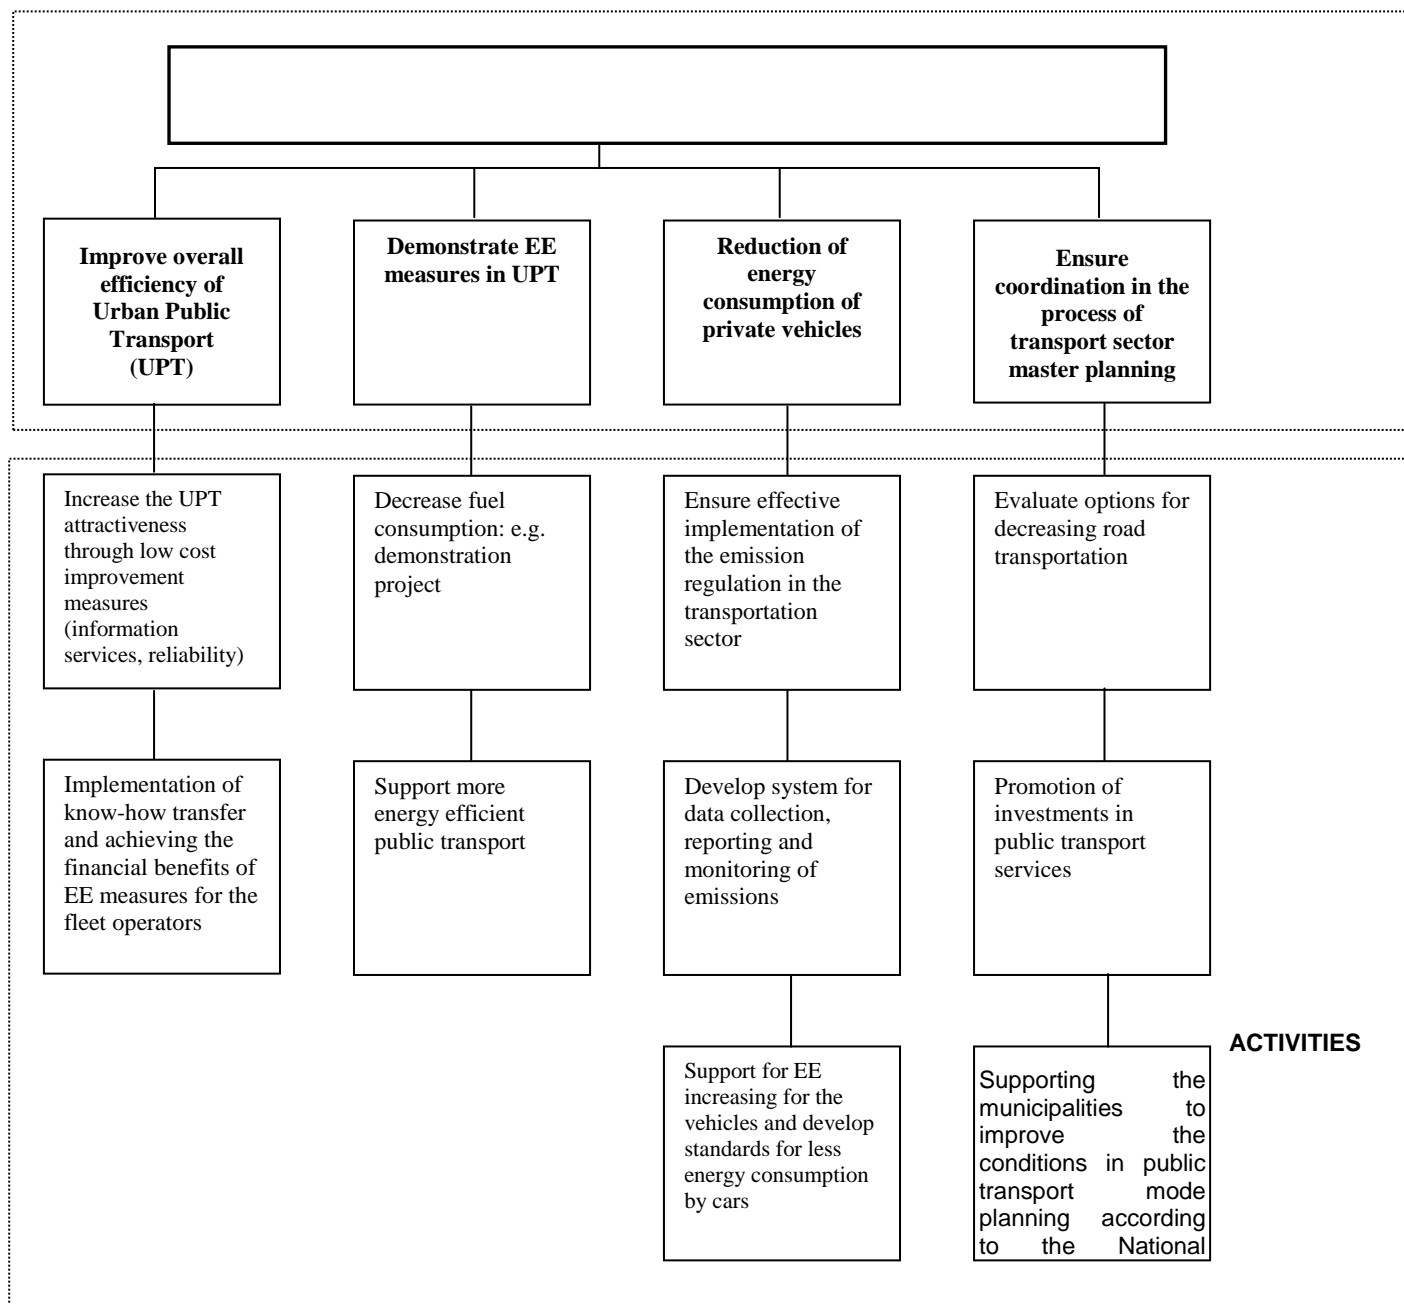 Improve overall
efficiency of
Urban Public
Transport
(UPT)
Demonstrate EE
measures in UPT
Reduction of
energy
consumption of
private vehicles
Ensure
coordination in the
process of
transport sector
master planning
Increase the UPT
attractiveness
through low cost
improvement
measures
(information
services, reliability)
Decrease fuel
consumption: e.g.
demonstration
project
Ensure effective
implementation of
the emission
regulation in the
transportation
sector
Evaluate options for
decreasing road
transportation
Implementation of
know-how transfer
and achieving the
financial benefits of
EE measures for the
fleet operators
Support more
energy efficient
public transport
Develop system for
data collection,
reporting and
monitoring of
emissions
Promotion of
investments in
public transport
services
ACTIVITIES
Support for EE
increasing for the
vehicles and develop
standards for less
energy consumption
by cars
Supporting the
municipalities to
improve the
conditions in public
transport mode
planning according
to the National